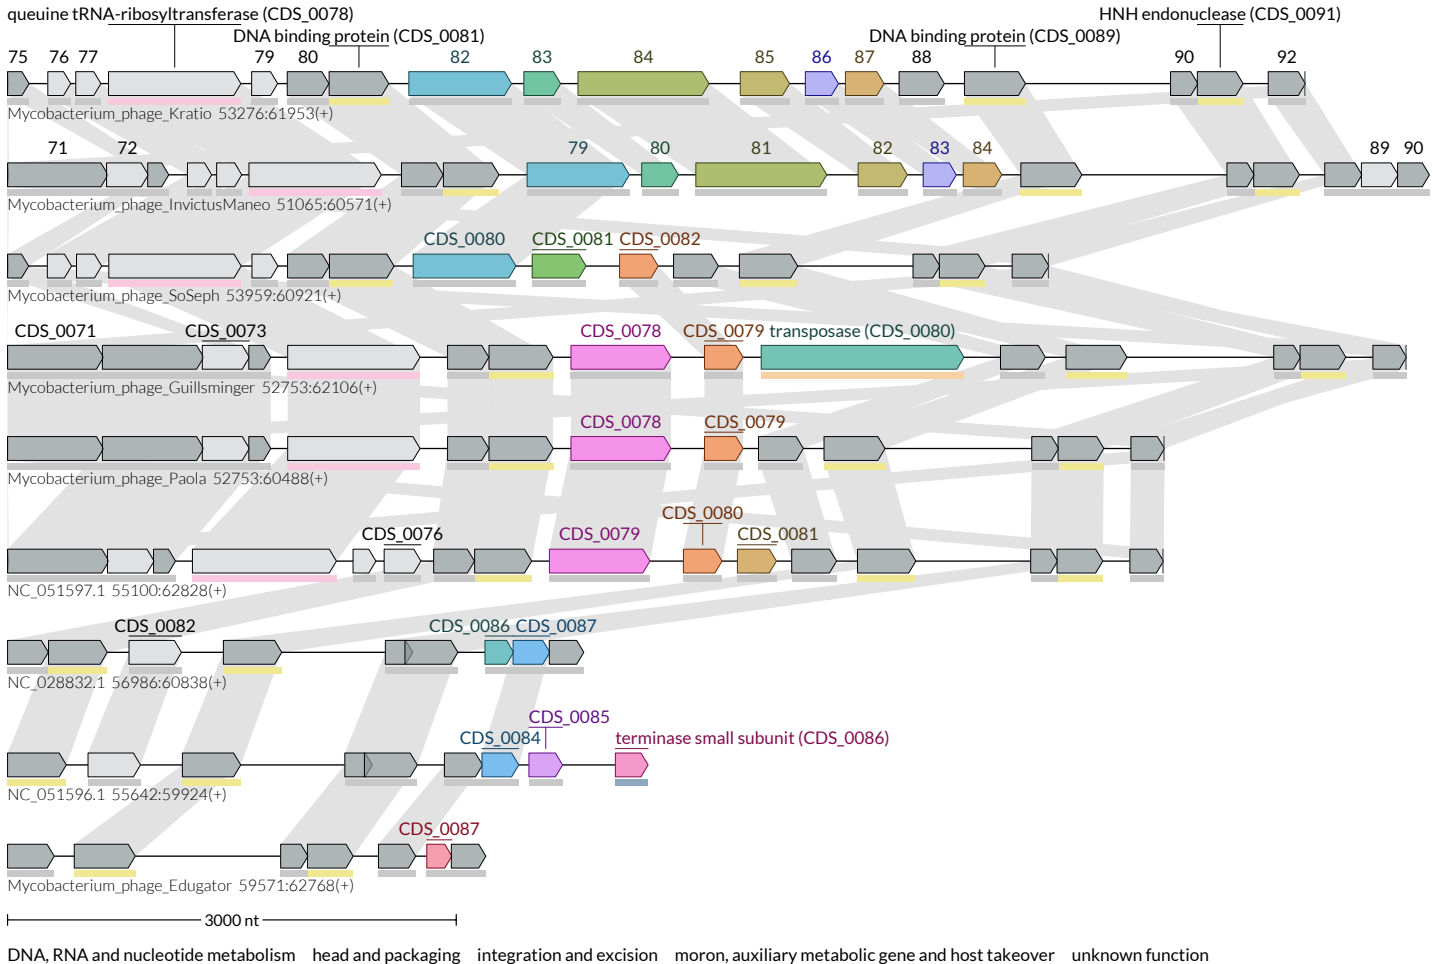 queuine tRNA-ribosyltransferase (CDS_0078) HNH endonuclease (CDS_0091)
DNA binding protein (CDS_0081) DNA binding protein (CDS_0089)
75 76 77 79 80 82 83 84 85 86 87 88 90 92
Mycobacterium_phage_Kratio 53276:61953(+)
71 72 79 80 81 82 83 84 89 90
Mycobacterium_phage_InvictusManeo 51065:60571(+)
CDS_0080 CDS_0081 CDS_0082
Mycobacterium_phage_SoSeph 53959:60921(+)
CDS_0071 CDS_0073 CDS_0078 CDS_0079 transposase (CDS_0080)
Mycobacterium_phage_Guillsminger 52753:62106(+)
CDS_0078 CDS_0079
Mycobacterium_phage_Paola 52753:60488(+)
CDS_0080
CDS_0076 CDS_0079 CDS_0081
NC_051597.1 55100:62828(+)
CDS_0082 CDS_0086 CDS_0087
NC_028832.1 56986:60838(+)
CDS_0085
CDS_0084 terminase small subunit (CDS_0086)
NC_051596.1 55642:59924(+)
CDS_0087
Mycobacterium_phage_Edugator 59571:62768(+)
3000 nt
DNA, RNA and nucleotide metabolism head and packaging integration and excision moron, auxiliary metabolic gene and host takeover unknown function